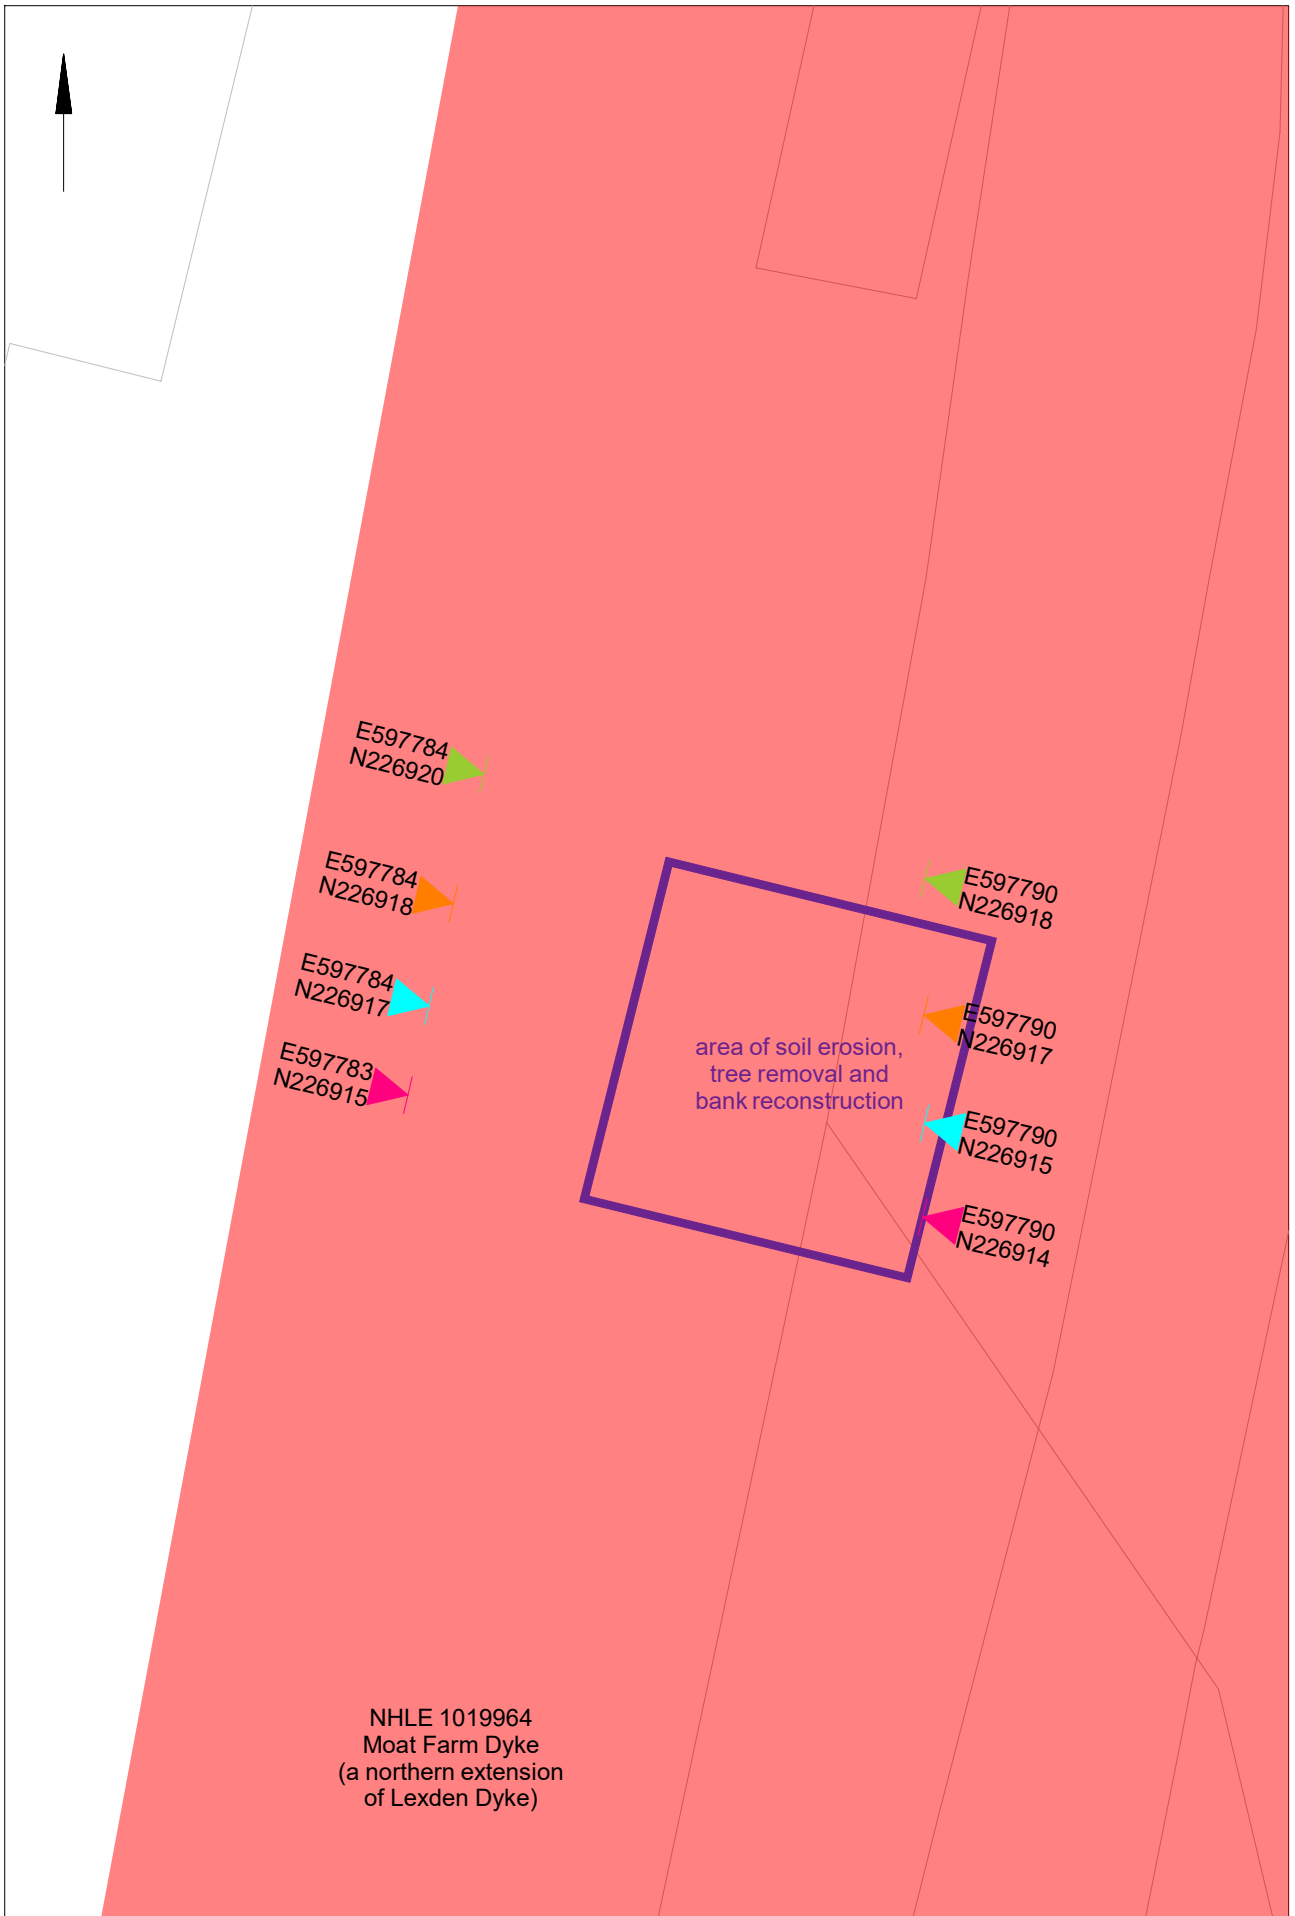 E597784
N226920
E597784
N226918
E597784
N226917
E597783
N226915
E597790
N226918
E597790
N226917
E597790
N226915
E597790
N226914
area of soil erosion,
tree removal and
bank reconstruction
NHLE 1019964
Moat Farm Dyke
(a northern extension
of Lexden Dyke)